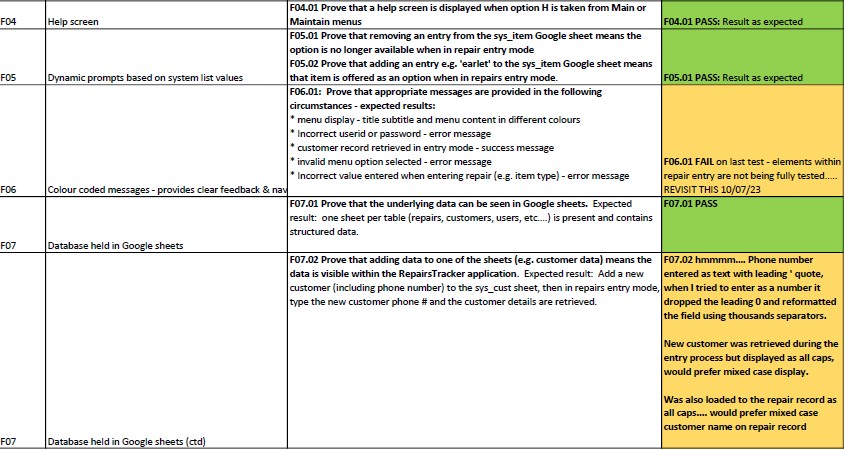 F04.01 Prove that a help screen is displayed when option H is taken from Main or
Maintain menus
F04
Help screen
F04.01 PASS: Result as expected
F05.01 Prove that removing an entry from the sys_item Google sheet means the
option is no longer available when in repair entry mode
F05.02 Prove that adding an entry e.g. 'earlet' to the sys_item Google sheet means
that item is offered as an option when in repairs entry mode.
F05
Dynamic prompts based on system list values
F05.01 PASS: Result as expected
F06.01:  Prove that appropriate messages are provided in the following
circumstances - expected results:
* menu display - title subtitle and menu content in different colours
* Incorrect userid or password - error message
* customer record retrieved in entry mode - success message
* invalid menu option selected - error message
* Incorrect value entered when entering repair (e.g. item type) - error message
F06
Colour coded messages - provides clear feedback & nav
F06.01 FAIL on last test - elements within
repair entry are not being fully tested.....
REVISIT THIS 10/07/23
F07.01 Prove that the underlying data can be seen in Google sheets.  Expected
result:  one sheet per table (repairs, customers, users, etc....) is present and contains
structured data.
F07
Database held in Google sheets
F07.01 PASS
F07.02 Prove that adding data to one of the sheets (e.g. customer data) means the
data is visible within the RepairsTracker application.  Expected result:  Add a new
customer (including phone number) to the sys_cust sheet, then in repairs entry mode,
type the new customer phone # and the customer details are retrieved.
F07
Database held in Google sheets (ctd)
F07.02 hmmmm.... Phone number
entered as text with leading ' quote,
when I tried to enter as a number it
dropped the leading 0 and reformatted
the field using thousands separators.
New customer was retrieved during the
entry process but displayed as all caps,
would prefer mixed case display.
Was also loaded to the repair record as
all caps.... would prefer mixed case
customer name on repair record